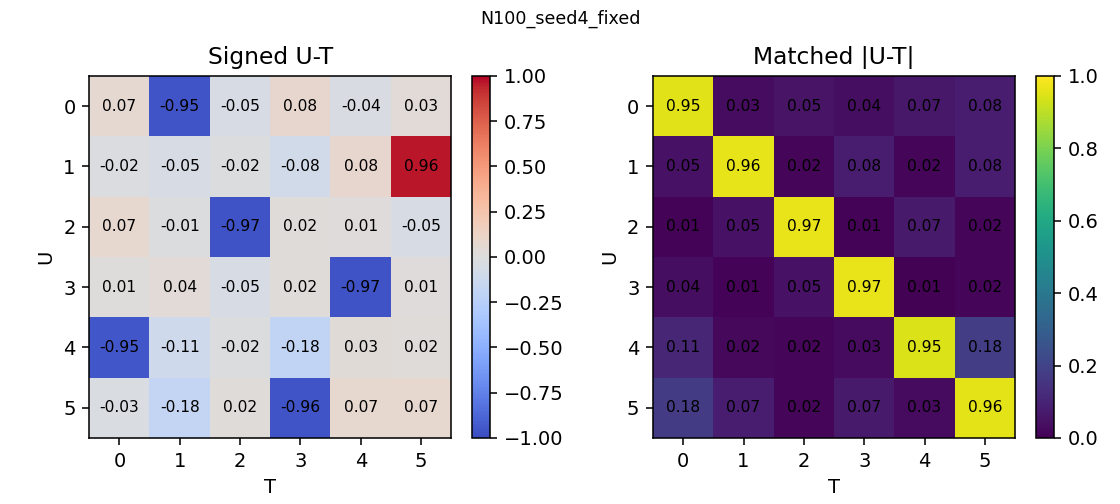 N100_seed4_fixed
Signed U-T
Matched |U-T|
0 0.07 -0.95 -0.05 0.08 -0.04 0.03
1 -0.02 -0.05 -0.02 -0.08 0.08 0.96
2 0.07 -0.01 -0.97 0.02 0.01 -0.05
3 0.01 0.04 -0.05 0.02 -0.97 0.01
4 -0.95 -0.11 -0.02 -0.18 0.03 0.02
5 -0.03 -0.18 0.02 -0.96 0.07 0.07
0 1 2 3 4 5
U
T
1.00
0.75
0.50
0.25
0.00
−0.25
−0.50
−0.75
−1.00
0 0.95 0.03 0.05 0.04 0.07 0.08
1 0.05 0.96 0.02 0.08 0.02 0.08
2 0.01 0.05 0.97 0.01 0.07 0.02
3 0.04 0.01 0.05 0.97 0.01 0.02
4 0.11 0.02 0.02 0.03 0.95 0.18
5 0.18 0.07 0.02 0.07 0.03 0.96
0 1 2 3 4 5
U
T
1.0
0.8
0.6
0.4
0.2
0.0